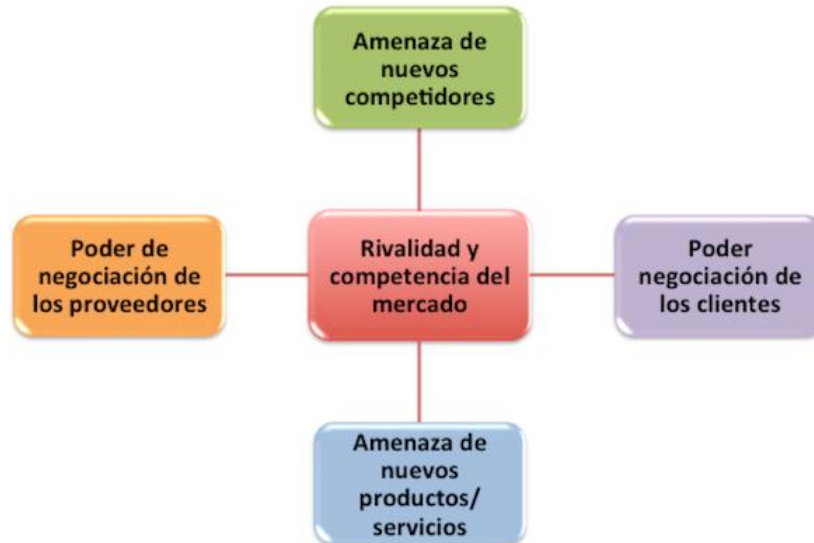 Amenaza de
nuevos
competidores
Poder de
negociación de
los proveedores
Rivalidad y
competencia del
mercado
Poder
negociación de
los clientes
Amenaza de
nuevos
productos/
servicios